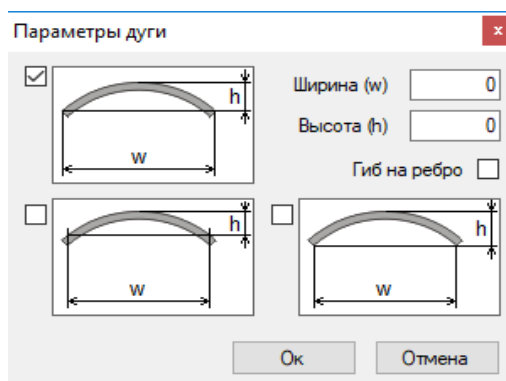 Параметры дуги
x
h
w
Ширина (w) 0
Высота (h) 0
Гиб на ребро
h
w
h
w
Ок
Отмена